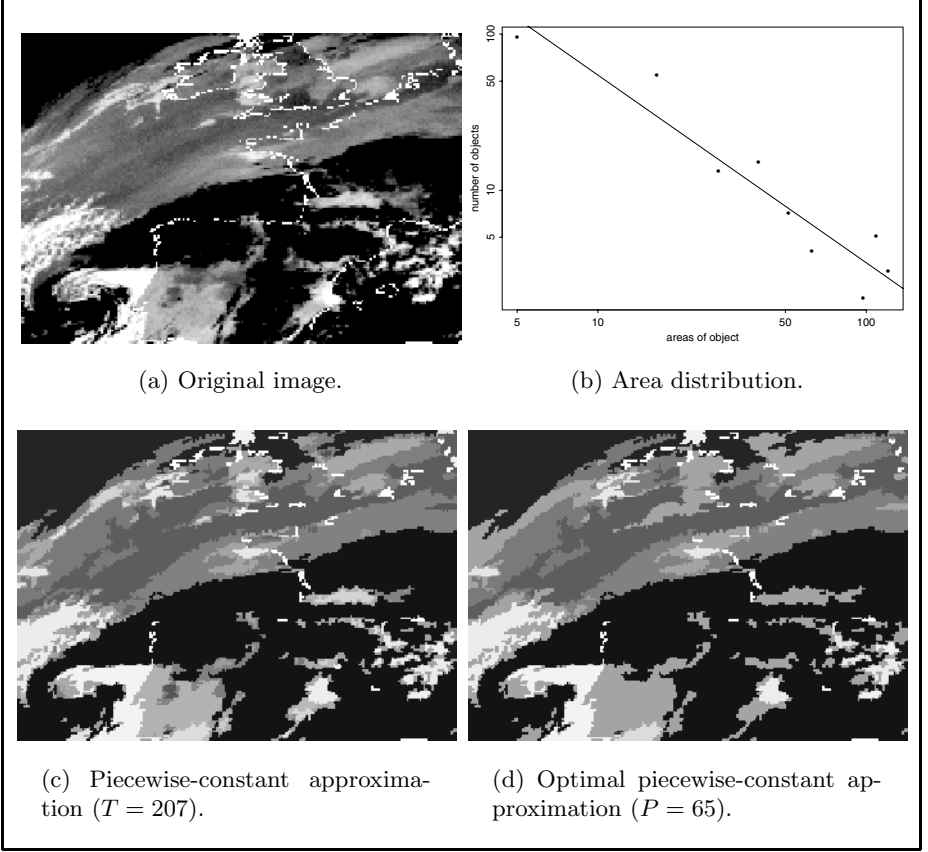 100
50
10
5
number of objects
5
10
50
100
areas of object
(a) Original image.
(b) Area distribution.
(c) Piecewise-constant approxima-
tion (T = 207).
(d) Optimal piecewise-constant ap-
proximation (P = 65).